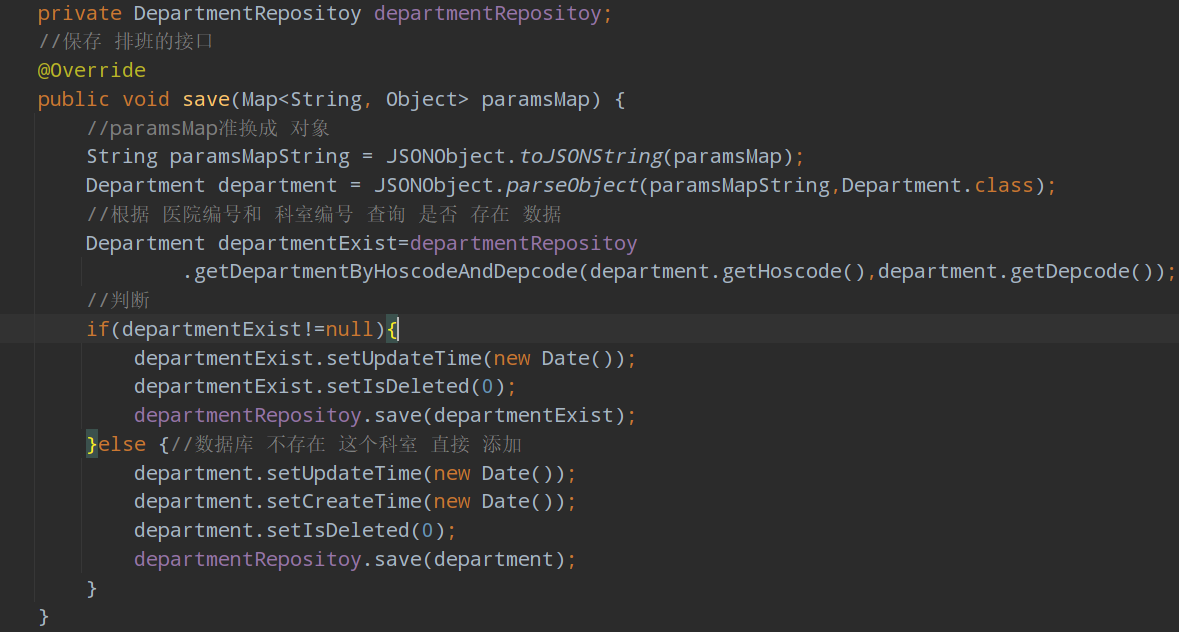 private DepartmentRepositoy departmentRepositoy;
//保存 排班的接口
@Override
public void save(Map<String, Object> paramsMap) {
//paramsMap准换成 对象
String paramsMapString = JSONObject.toJSONString(paramsMap);
Department department = JSONObject.parseObject(paramsMapString,Department.class);
//根据 医院编号和 科室编号 查询 是否 存在 数据
Department departmentExist=departmentRepositoy
.getDepartmentByHoscodeAndDepcode(department.getHoscode(),department.getDepcode());
//判断
if(departmentExist!=null){
departmentExist.setUpdateTime(new Date());
departmentExist.setIsDeleted(0);
departmentRepositoy.save(departmentExist);
}else {//数据库 不存在 这个科室 直接 添加
department.setUpdateTime(new Date());
department.setCreateTime(new Date());
department.setIsDeleted(0);
departmentRepositoy.save(department);
}
}